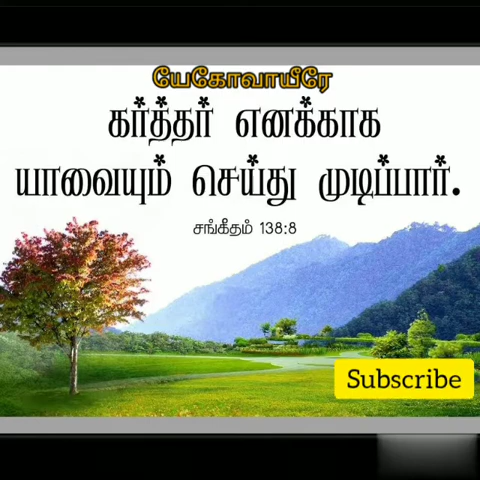 யேகோவாயீரே
கர்த்தர் எனக்காக
யாவையும் செய்து முடிப்பார்.
சங்கீதம் 138:8
Subscribe